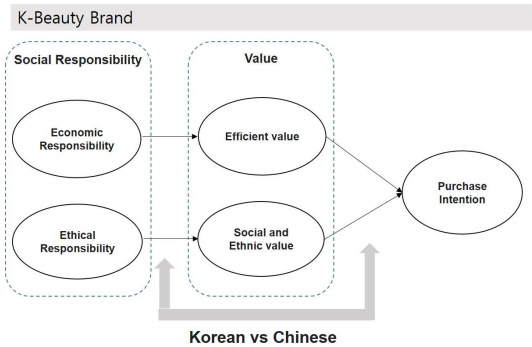 K-Beauty Brand
Social Responsibility
Value
Economic
Responsibility
Efficient value
Purchase
Intention
Ethical
Responsibility
Social and
Ethnic value
Korean vs Chinese